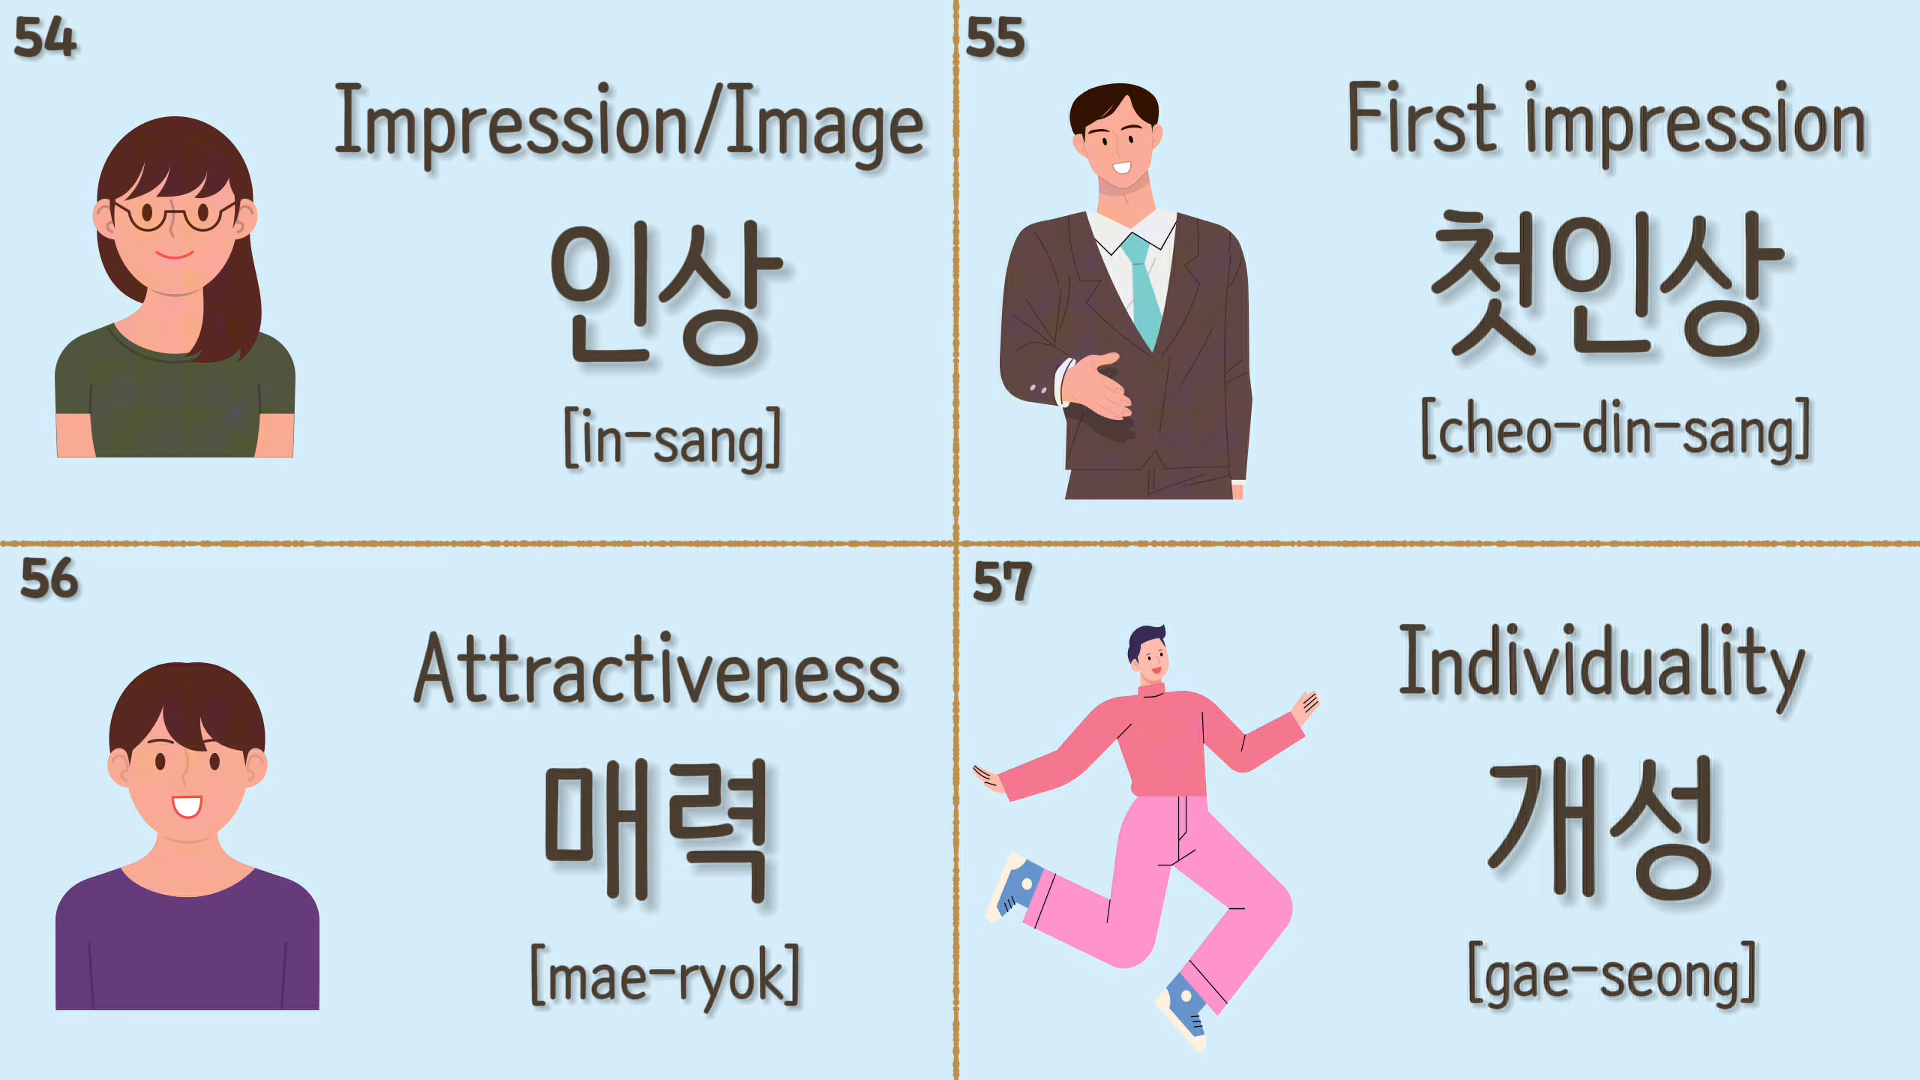 54
Impression/Image
인상
[in-sang]
55
First impression
첫인상
[cheo-din-sang]
56
Attractiveness
매력
[mae-ryok]
57
Individuality
개성
[gae-seong]